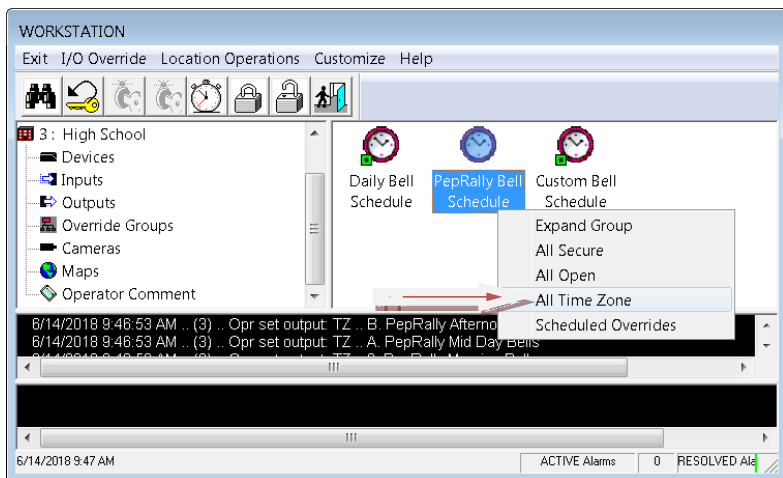 WORKSTATION
Exit I/O Override Location Operations Customize Help
3 : High School
Devices
Inputs
Outputs
Override Groups
Cameras
Maps
Operator Comment
Daily Bell
Schedule
PepRally Bell
Schedule
Custom Bell
Schedule
Expand Group
All Secure
All Open
All Time Zone
Scheduled Overrides
6/14/2018 9:46:53 AM .. (3) .. Opr set output: TZ .. B. PepRally Afterno
6/14/2018 9:46:53 AM .. (3) .. Opr set output: TZ .. A. PepRally Mid Day Bells
6/14/2018 9:47 AM
ACTIVE Alarms
0
RESOLVED Ala